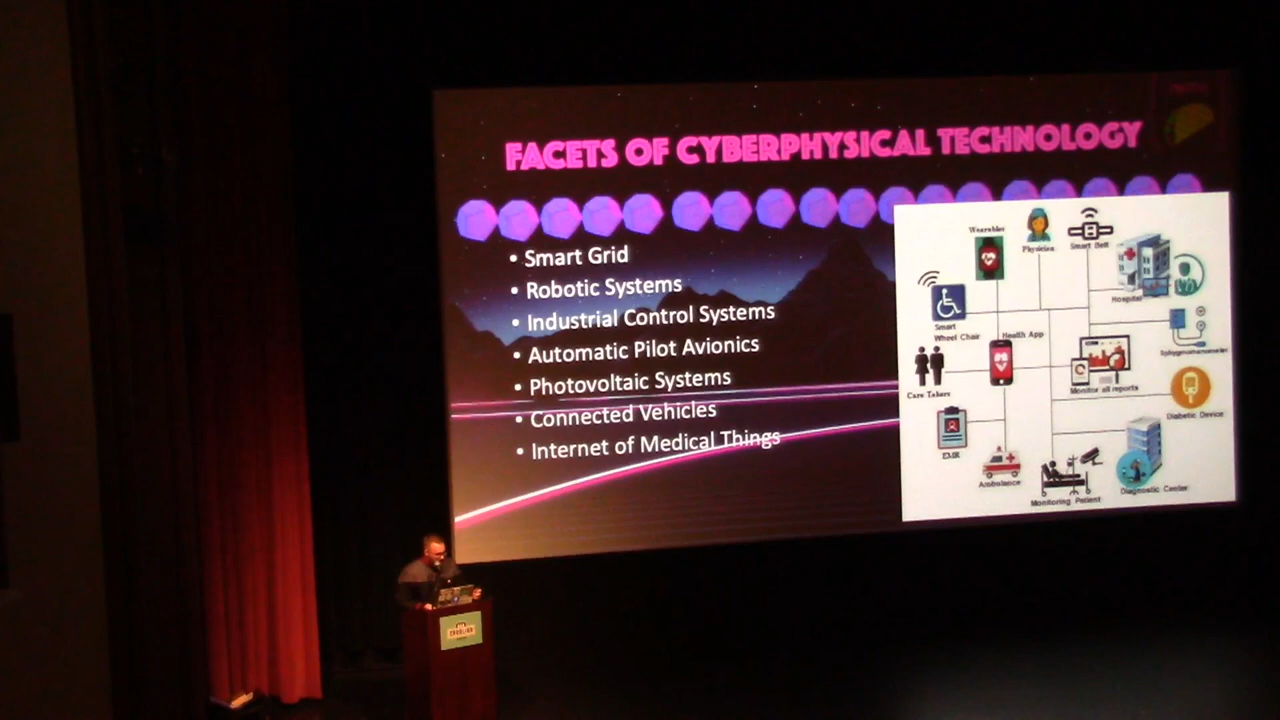 FACETS OF CYBERPHYSICAL TECHNOLOGY
• Smart Grid
• Robotic Systems
• Industrial Control Systems
• Automatic Pilot Avionics
• Photovoltaic Systems
• Connected Vehicles
• Internet of Medical Things
Wearables
Physician
Smart Belt
Hospital
Smart
Wheel Chair
Health App
Sphygmomanometer
Care Takers
Monitor all reports
Diabetic Device
EMR
Ambulance
Monitoring Patient
Diagnostic Center
CAROLINA